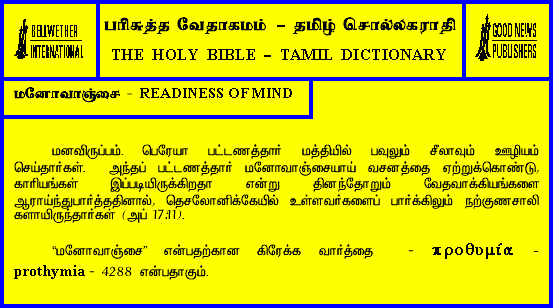 BELLWETHER
INTERNATIONAL
பரிசுத்த வேதாகமம் – தமிழ் சொல்லகராதி
THE HOLY BIBLE – TAMIL DICTIONARY
GOOD NEWS
PUBLISHERS
மனோவாஞ்சை - READINESS OF MIND
மனவிருப்பம். பெரேயா பட்டணத்தார் மத்தியில் பவுலும் சீலாவும் ஊழியம்
செய்தார்கள். அந்தப் பட்டணத்தார் மனோவாஞ்சையாய் வசனத்தை ஏற்றுக்கொண்டு,
காரியங்கள் இப்படியிருக்கிறதா என்று தினந்தோறும் வேதவாக்கியங்களை
ஆராய்ந்துபார்த்ததினால், தெசலோனிக்கேயில் உள்ளவர்களைப் பார்க்கிலும் நற்குணசாலி
களாயிருந்தார்கள் (அப் 17:11).
“மனோவாஞ்சை” என்பதற்கான கிரேக்க வார்த்தை - προθυμία -
prothymia - 4288 என்பதாகும்.